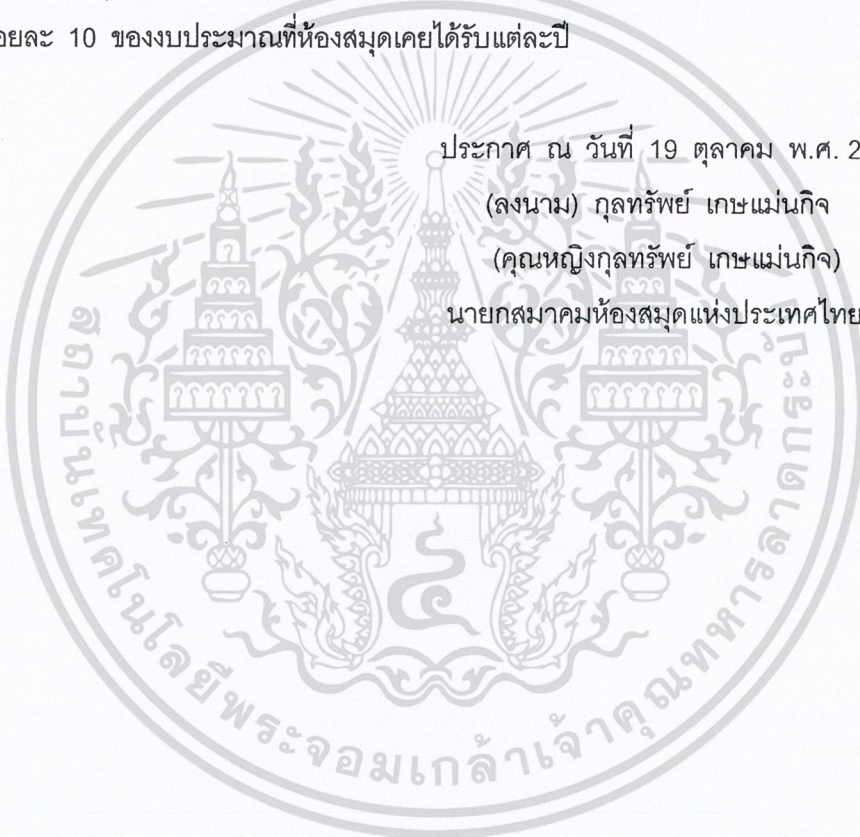 อยละ 10 ของงบประมาณที่ห้องสมุดเคยได้รับแต่ละปี
ประกาศ ณ วันที่ 19 ตุลาคม พ.ศ. 2
(ลงนาม) กุลทรัพย์ เกษแม่นกิจ
(คุณหญิงกุลทรัพย์ เกษแม่นกิจ)
นายกสมาคมห้องสมุดแห่งประเทศไทย
สถาบันเทคโนโลยีพระจอมเกล้าเจ้าคุณทหารลาดกระบัง